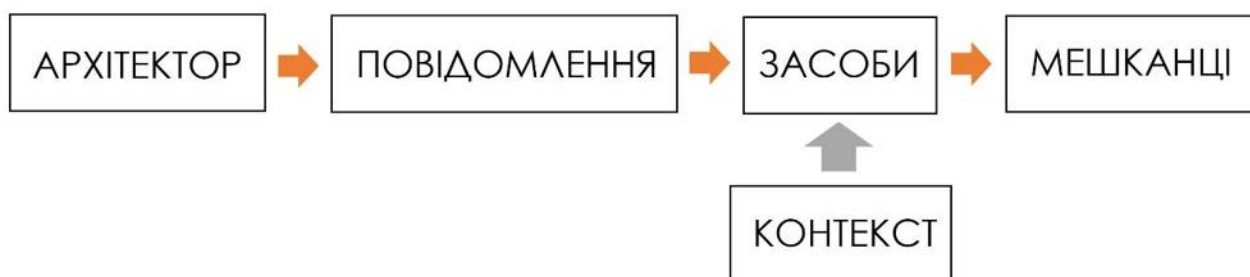 АРХІТЕКТОР
ПОВІДОМЛЕННЯ
ЗАСОБИ
МЕШКАНЦІ
КОНТЕКСТ